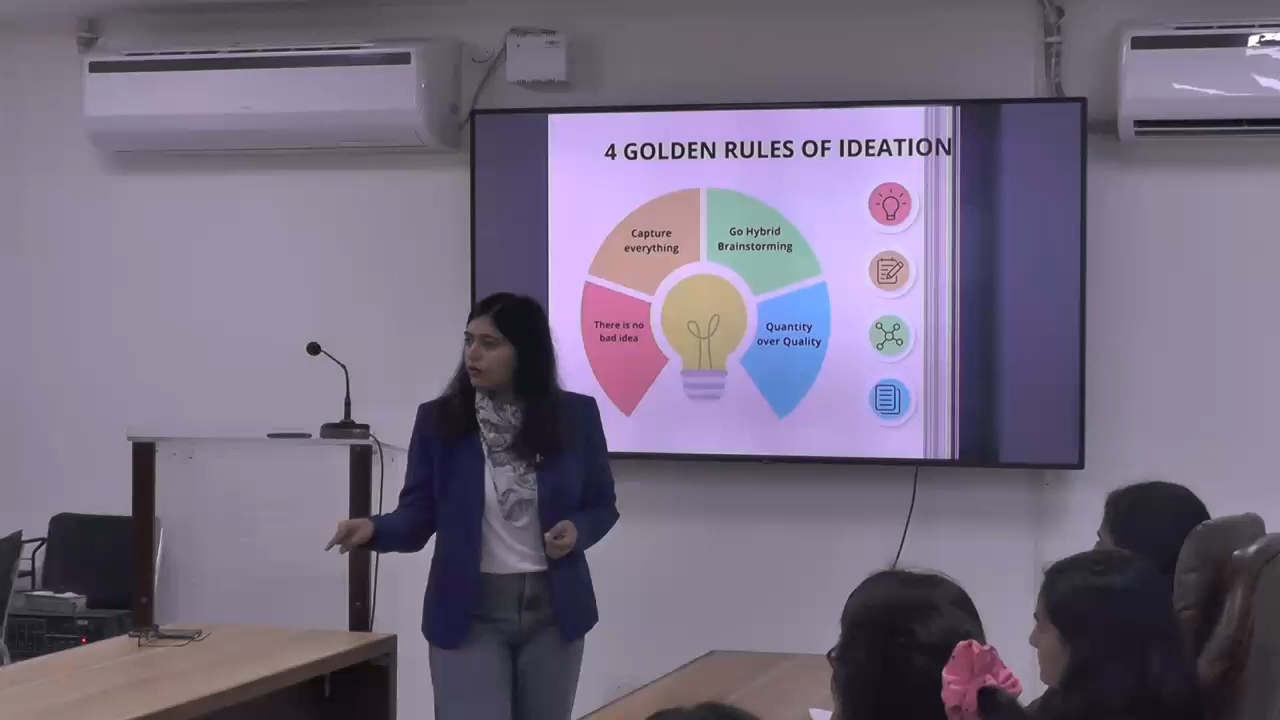 4 GOLDEN RULES OF IDEATION
Capture
everything
Go Hybrid
Brainstorming
There is no
bad idea
Quantity
over Quality